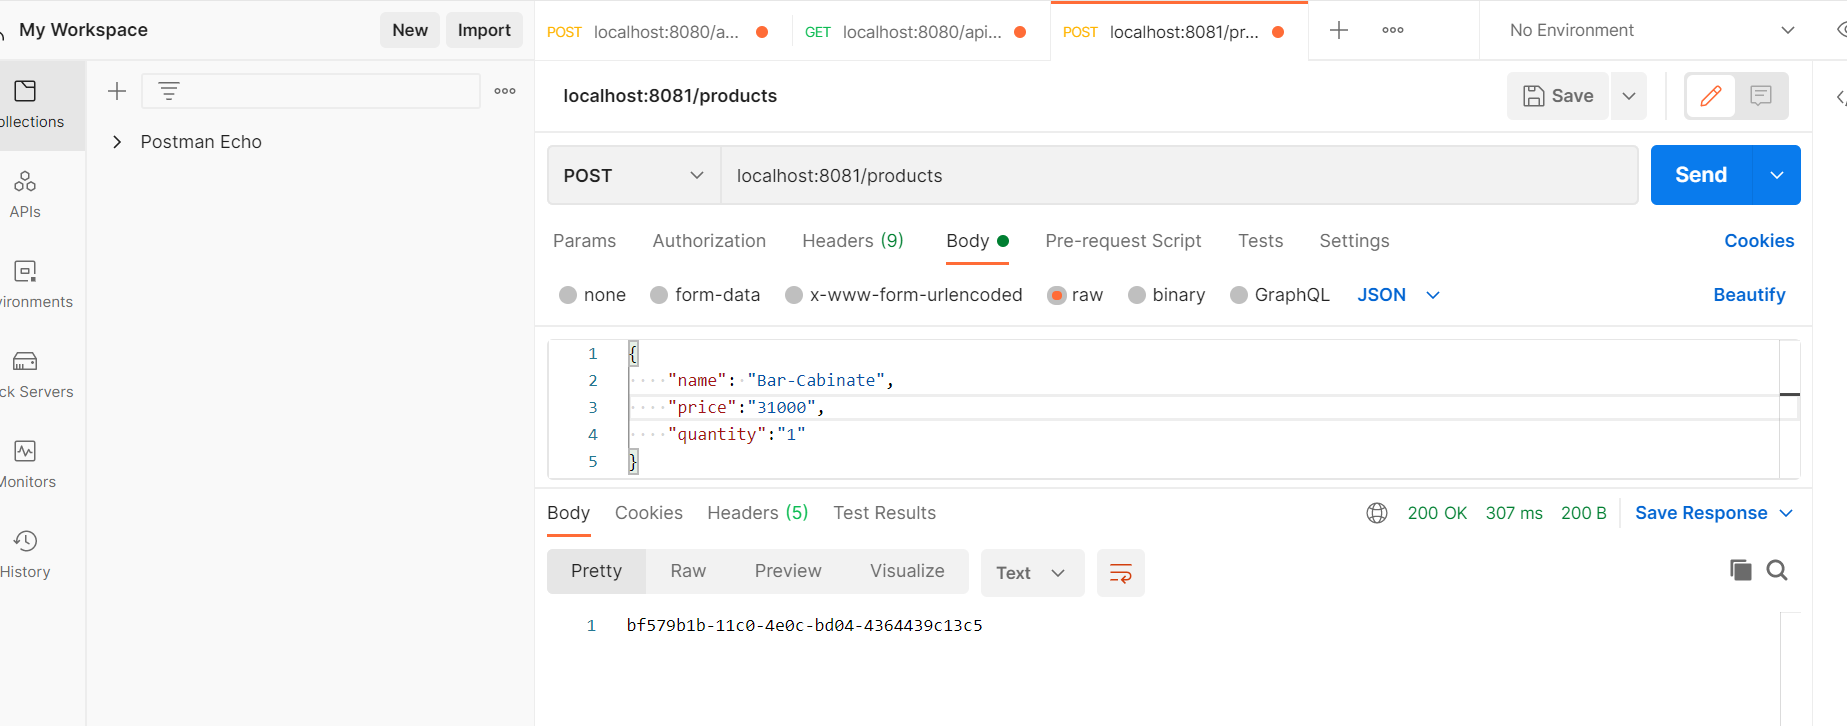 My Workspace
New
Import
POST localhost:8080/a...
GET localhost:8080/api...
POST localhost:8081/pr...
No Environment
ollections
APIs
vironments
ck Servers
Monitors
History
Postman Echo
localhost:8081/products
Save
POST
localhost:8081/products
Send
Params Authorization Headers (9) Body Pre-request Script Tests Settings Cookies
none form-data x-www-form-urlencoded raw binary GraphQL JSON Beautify
1 {
2 "name": "Bar-Cabinate",
3 "price":"31000",
4 "quantity":"1"
5 }
Body Cookies Headers (5) Test Results 200 OK 307 ms 200 B Save Response
Pretty Raw Preview Visualize Text
1 bf579b1b-11c0-4e0c-bd04-4364439c13c5